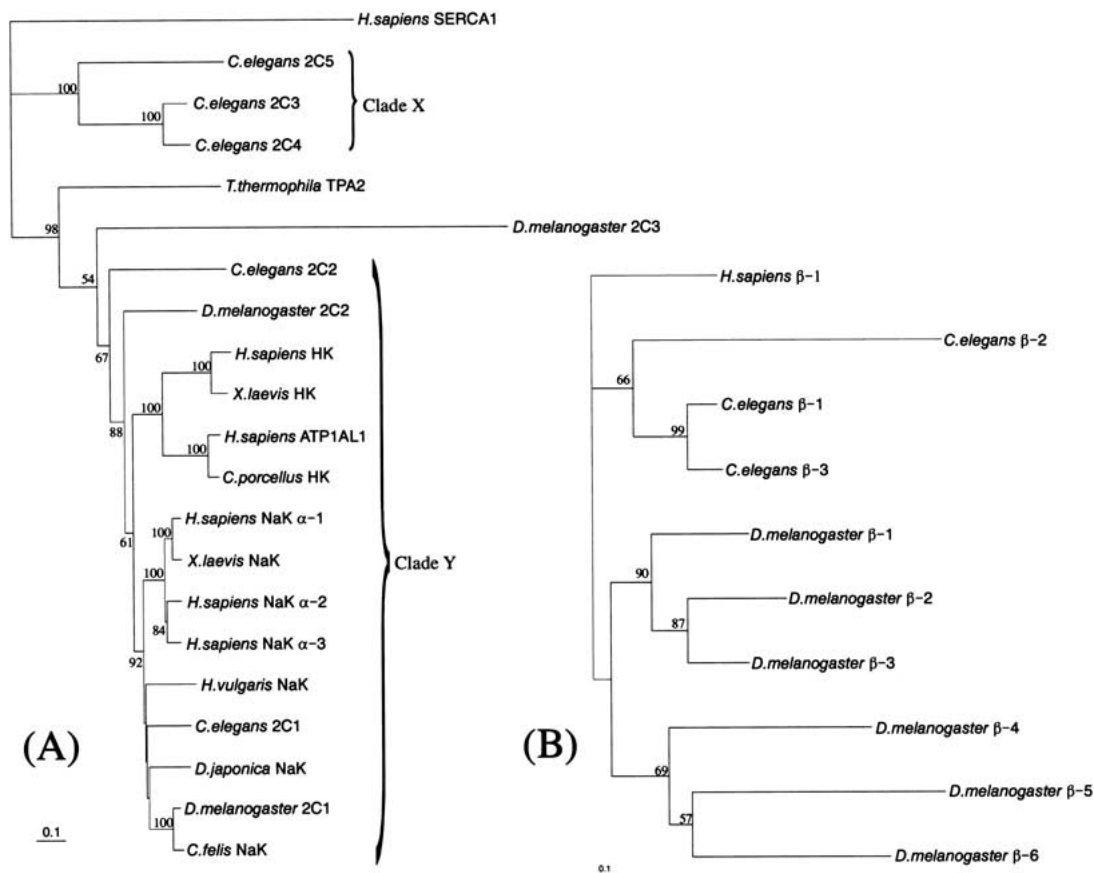 H.sapiens SERCA1
C.elegans 2C5
100
C.elegans 2C3
100
Clade X
C.elegans 2C4
T.thermophila TPA2
98
D.melanogaster 2C3
54
C.elegans 2C2
D.melanogaster 2C2
67
H.sapiens HK
100
X.laevis HK
100
88
H.sapiens ATP1AL1
100
C.porcellus HK
H.sapiens NaK α-1
100
61
X.laevis NaK
100
Clade Y
H.sapiens NaK α-2
84
H.sapiens NaK α-3
92
H.vulgaris NaK
C.elegans 2C1
(A)
D.japonica NaK
D.melanogaster 2C1
100
C.felis NaK
0.1
H.sapiens β-1
C.elegans β-2
66
C.elegans β-1
99
C.elegans β-3
D.melanogaster β-1
90
D.melanogaster β-2
87
D.melanogaster β-3
D.melanogaster β-4
(B)
69
D.melanogaster β-5
57
D.melanogaster β-6
0.1